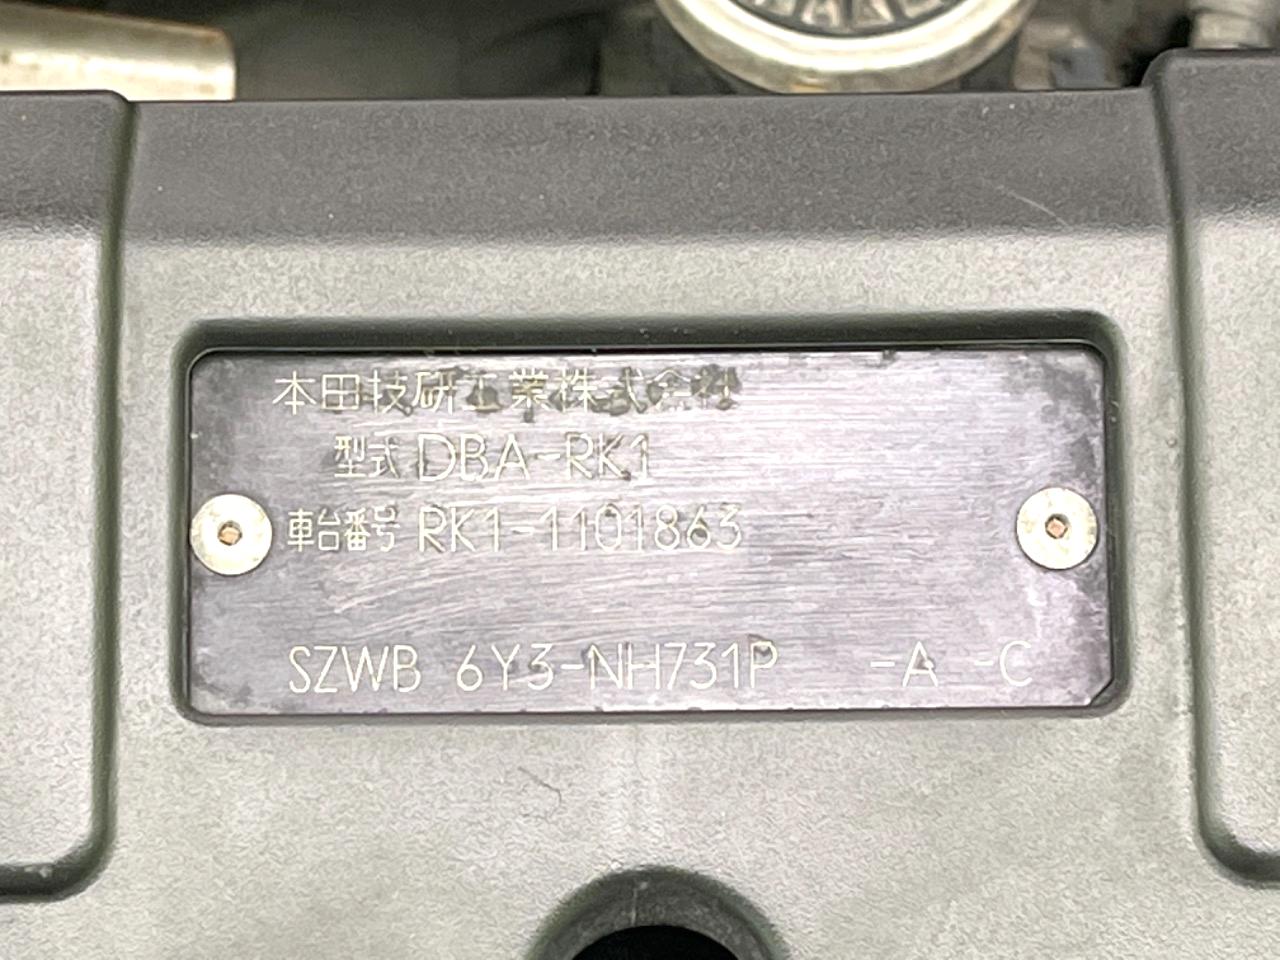 本田技研工業株式会社
型式 DBA-RK1
車台番号 RK1-1101863
SZWB 6Y3-NH731P -A -C